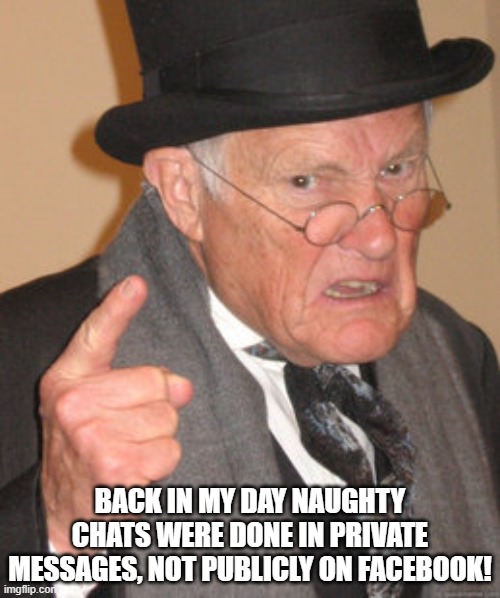 BACK IN MY DAY NAUGHTY
CHATS WERE DONE IN PRIVATE
MESSAGES, NOT PUBLICLY ON FACEBOOK!
imgflip.com